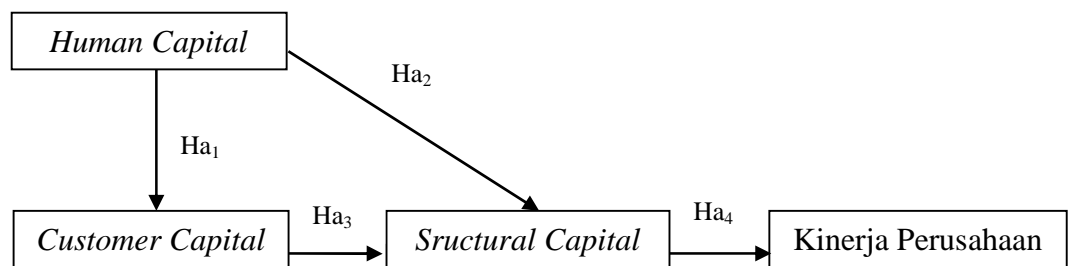 Human Capital
Ha₂
Ha₁
Ha₃
Ha₄
Customer Capital
Sructural Capital
Kinerja Perusahaan